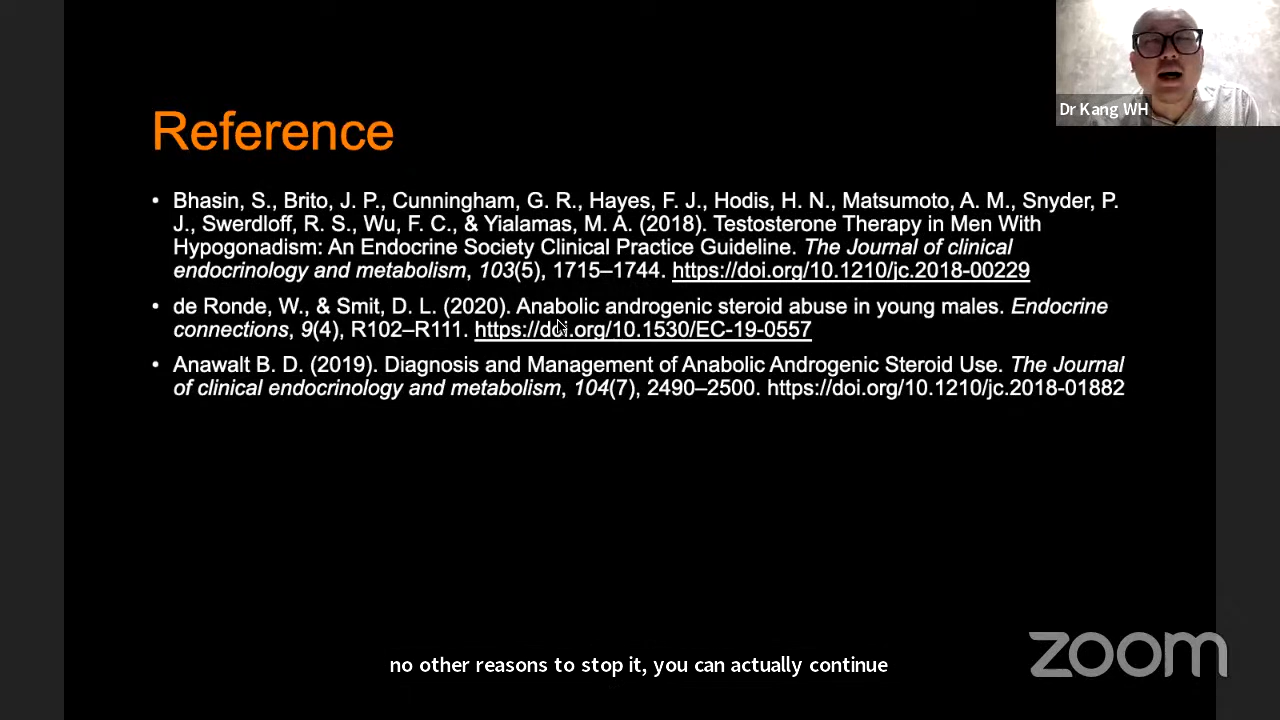 Dr Kang WH
Reference
• Bhasin, S., Brito, J. P., Cunningham, G. R., Hayes, F. J., Hodis, H. N., Matsumoto, A. M., Snyder, P.
J., Swerdloff, R. S., Wu, F. C., & Yialamas, M. A. (2018). Testosterone Therapy in Men With
Hypogonadism: An Endocrine Society Clinical Practice Guideline. The Journal of clinical
endocrinology and metabolism, 103(5), 1715–1744. https://doi.org/10.1210/jc.2018-00229
• de Ronde, W., & Smit, D. L. (2020). Anabolic androgenic steroid abuse in young males. Endocrine
connections, 9(4), R102–R111. https://doi.org/10.1530/EC-19-0557
• Anawalt B. D. (2019). Diagnosis and Management of Anabolic Androgenic Steroid Use. The Journal
of clinical endocrinology and metabolism, 104(7), 2490–2500. https://doi.org/10.1210/jc.2018-01882
no other reasons to stop it, you can actually continue
zoom